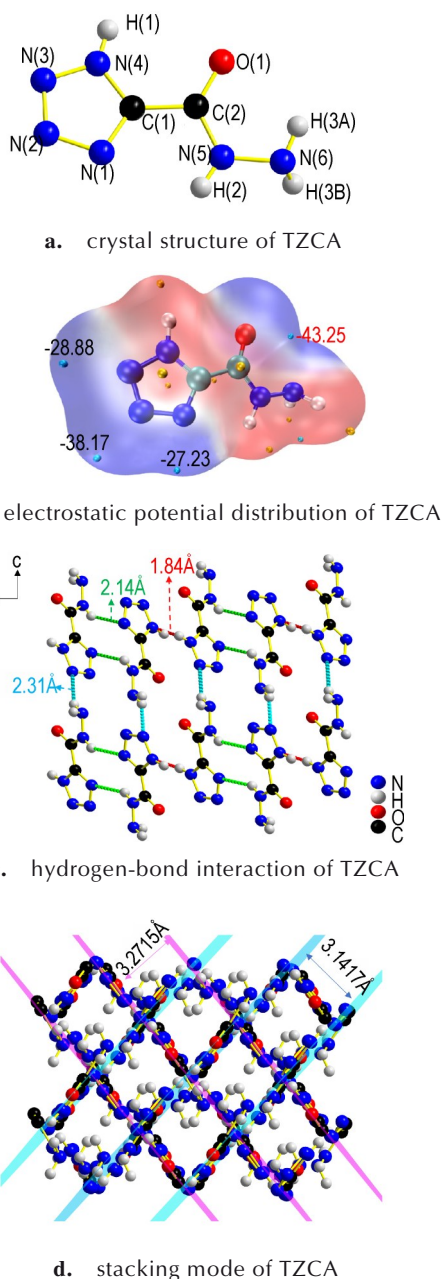 H(1)
O(1)
N(3)
N(4)
H(3A)
C(1)
C(2)
N(2)
N(5)
N(6)
N(1)
H(2)
H(3B)
a. crystal structure of TZCA
-43.25
-28.88
-38.17
-27.23
electrostatic potential distribution of TZCA
c
1.84Å
2.14Å
2.31Å
N
H
O
C
. hydrogen-bond interaction of TZCA
3.2715Å
3.1417Å
d. stacking mode of TZCA